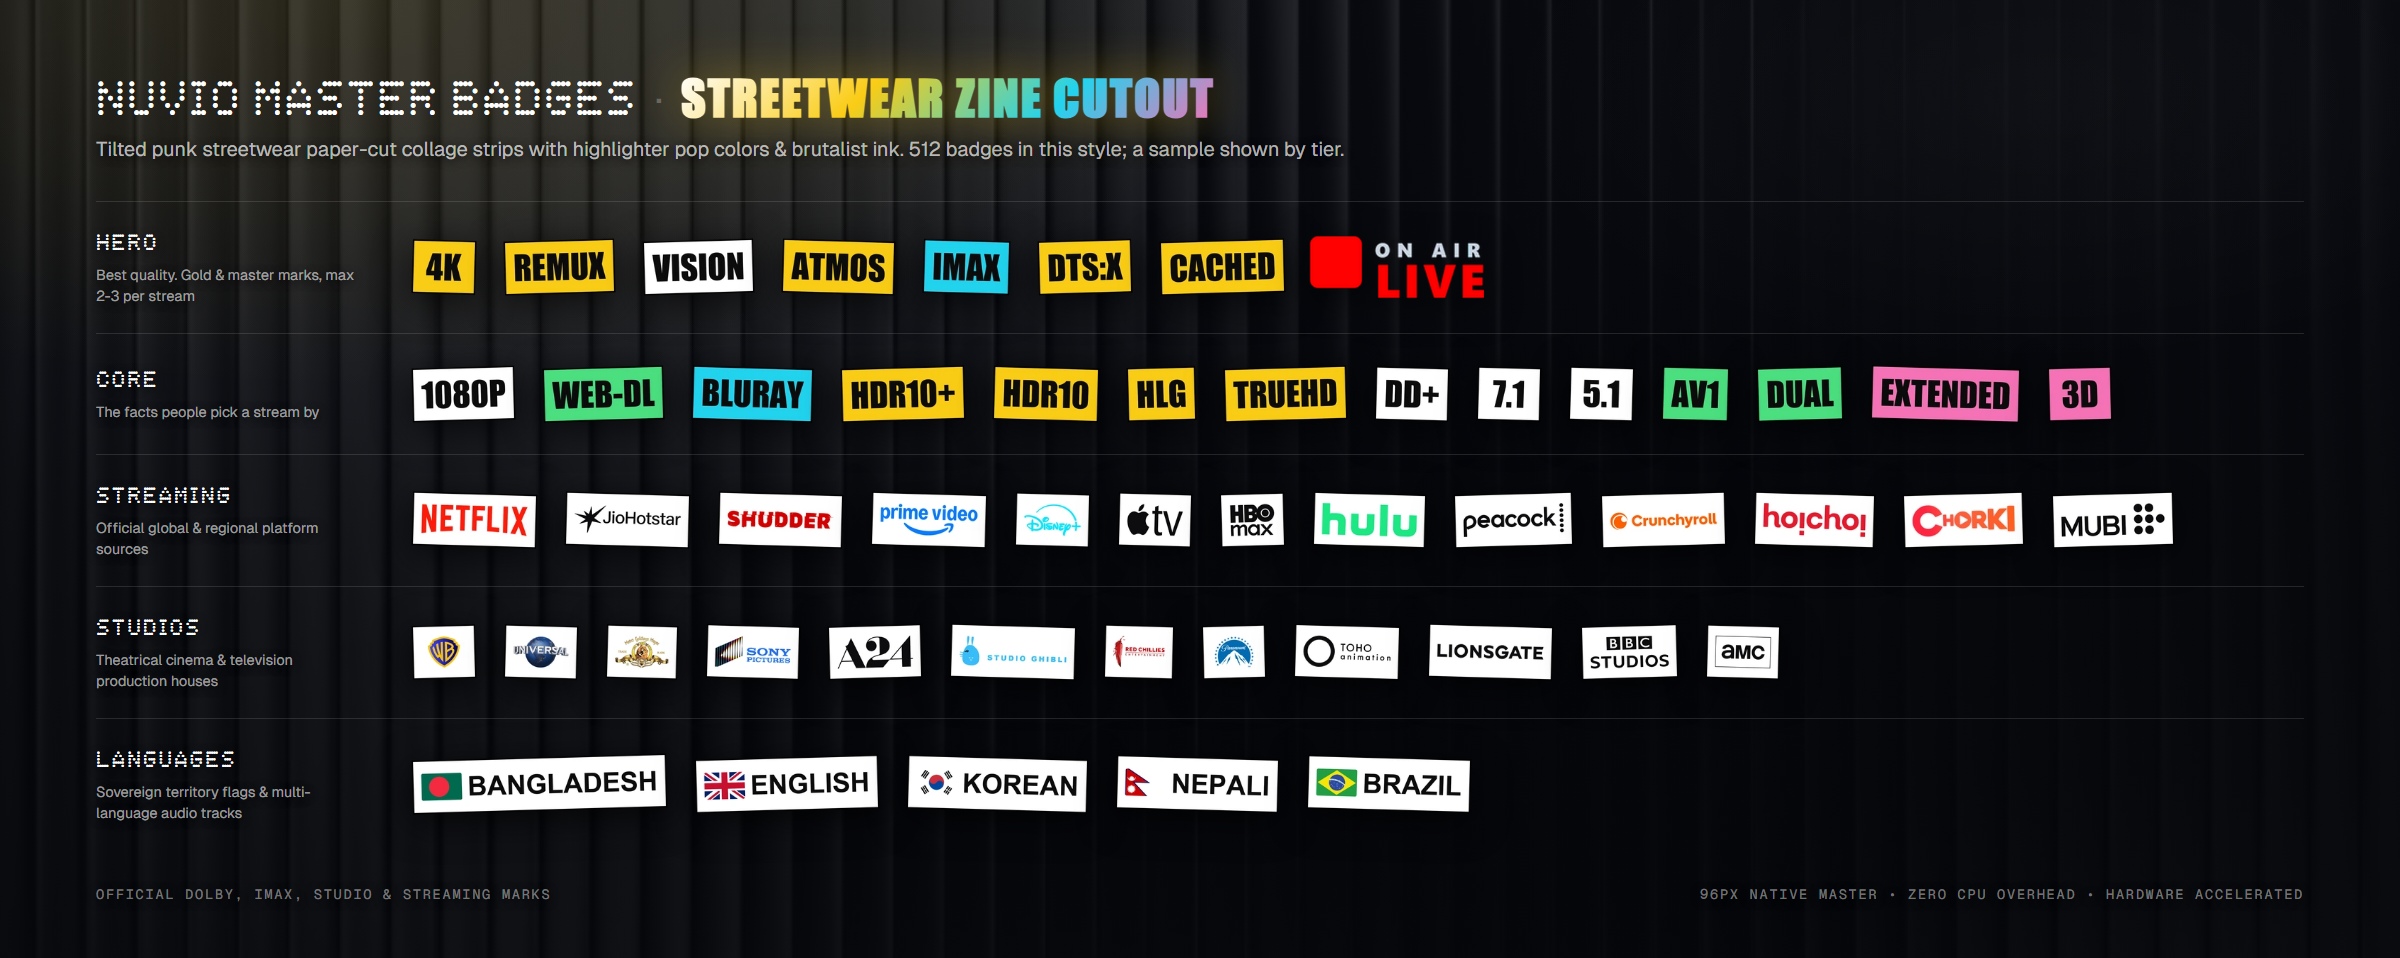 NUVIO MASTER BADGES · STREETWEAR ZINE CUTOUT
Tilted punk streetwear paper-cut collage strips with highlighter pop colors & brutalist ink. 512 badges in this style; a sample shown by tier.
HERO
Best quality. Gold & master marks, max
2-3 per stream
4K REMUX VISION ATMOS IMAX DTS:X CACHED ON AIR
LIVE
CORE
The facts people pick a stream by
1080P WEB-DL BLURAY HDR10+ HDR10 HLG TRUEHD DD+ 7.1 5.1 AV1 DUAL EXTENDED 3D
STREAMING
Official global & regional platform
sources
NETFLIX JioHotstar SHUDDER prime video Disney+ tv HBO max hulu peacock Crunchyroll hoichoi CHORKI MUBI
STUDIOS
Theatrical cinema & television
production houses
WB UNIVERSAL SONY PICTURES A24 STUDIO GHIBLI RED CHILLIES ENTERTAINMENT Paramount TOHO animation LIONSGATE BBC STUDIOS aMC
LANGUAGES
Sovereign territory flags & multi-
language audio tracks
BANGLADESH ENGLISH KOREAN NEPALI BRAZIL
OFFICIAL DOLBY, IMAX, STUDIO & STREAMING MARKS
96PX NATIVE MASTER • ZERO CPU OVERHEAD • HARDWARE ACCELERATED